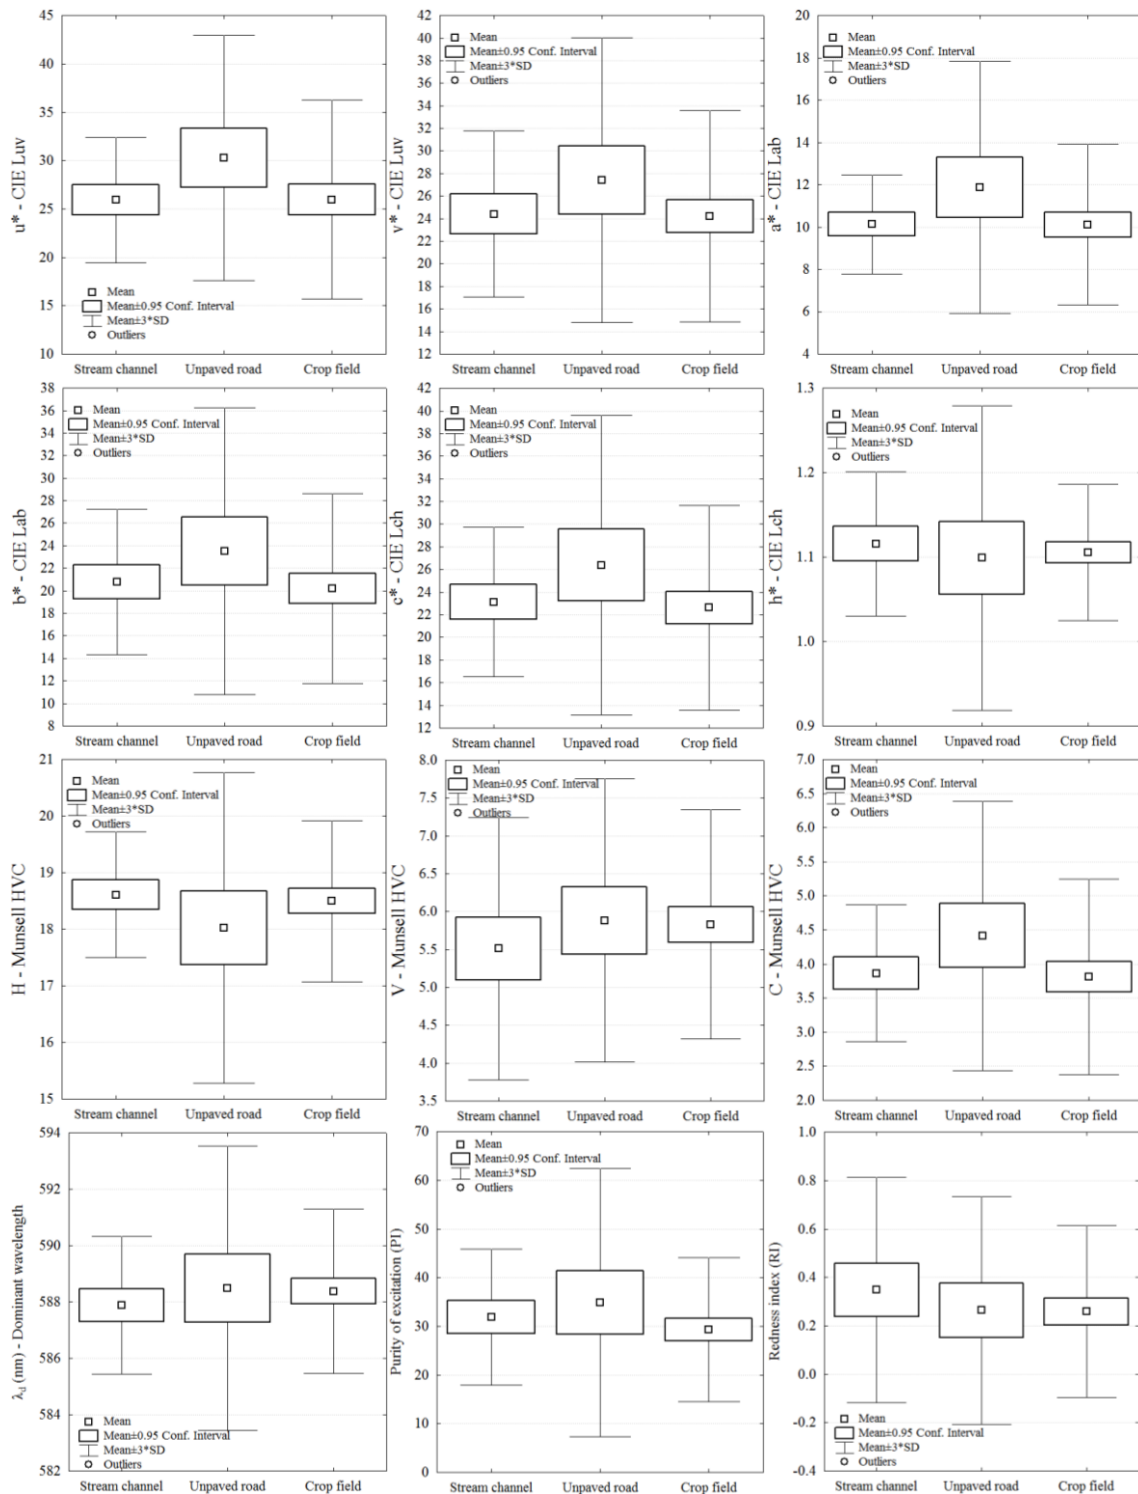 45
40
35
30
25
20
15
10
u* - CIE Luv
Mean
Mean±0.95 Conf. Interval
Mean±3*SD
Outliers
Stream channel Unpaved road Crop field
42
40
38
36
34
32
30
28
26
24
22
20
18
16
14
12
v* - CIE Luv
Mean
Mean±0.95 Conf. Interval
Mean±3*SD
Outliers
Stream channel Unpaved road Crop field
20
18
16
14
12
10
8
6
4
a* - CIE Lab
Mean
Mean±0.95 Conf. Interval
Mean±3*SD
Outliers
Stream channel Unpaved road Crop field
38
36
34
32
30
28
26
24
22
20
18
16
14
12
10
8
b* - CIE Lab
Mean
Mean±0.95 Conf. Interval
Mean±3*SD
Outliers
Stream channel Unpaved road Crop field
42
40
38
36
34
32
30
28
26
24
22
20
18
16
14
12
c* - CIE Lch
Mean
Mean±0.95 Conf. Interval
Mean±3*SD
Outliers
Stream channel Unpaved road Crop field
1.3
1.2
1.1
1.0
0.9
h* - CIE Lch
Mean
Mean±0.95 Conf. Interval
Mean±3*SD
Outliers
Stream channel Unpaved road Crop field
21
20
19
18
17
16
15
H - Munsell HVC
Mean
Mean±0.95 Conf. Interval
Mean±3*SD
Outliers
Stream channel Unpaved road Crop field
8.0
7.5
7.0
6.5
6.0
5.5
5.0
4.5
4.0
3.5
V - Munsell HVC
Mean
Mean±0.95 Conf. Interval
Mean±3*SD
Outliers
Stream channel Unpaved road Crop field
7.0
6.5
6.0
5.5
5.0
4.5
4.0
3.5
3.0
2.5
2.0
C - Munsell HVC
Mean
Mean±0.95 Conf. Interval
Mean±3*SD
Outliers
Stream channel Unpaved road Crop field
594
592
590
588
586
584
582
λd (nm) - Dominant wavelength
Mean
Mean±0.95 Conf. Interval
Mean±3*SD
Outliers
Stream channel Unpaved road Crop field
70
60
50
40
30
20
10
0
Purity of excitation (PI)
Mean
Mean±0.95 Conf. Interval
Mean±3*SD
Outliers
Stream channel Unpaved road Crop field
1.0
0.8
0.6
0.4
0.2
0.0
-0.2
-0.4
Redness index (RI)
Mean
Mean±0.95 Conf. Interval
Mean±3*SD
Outliers
Stream channel Unpaved road Crop field